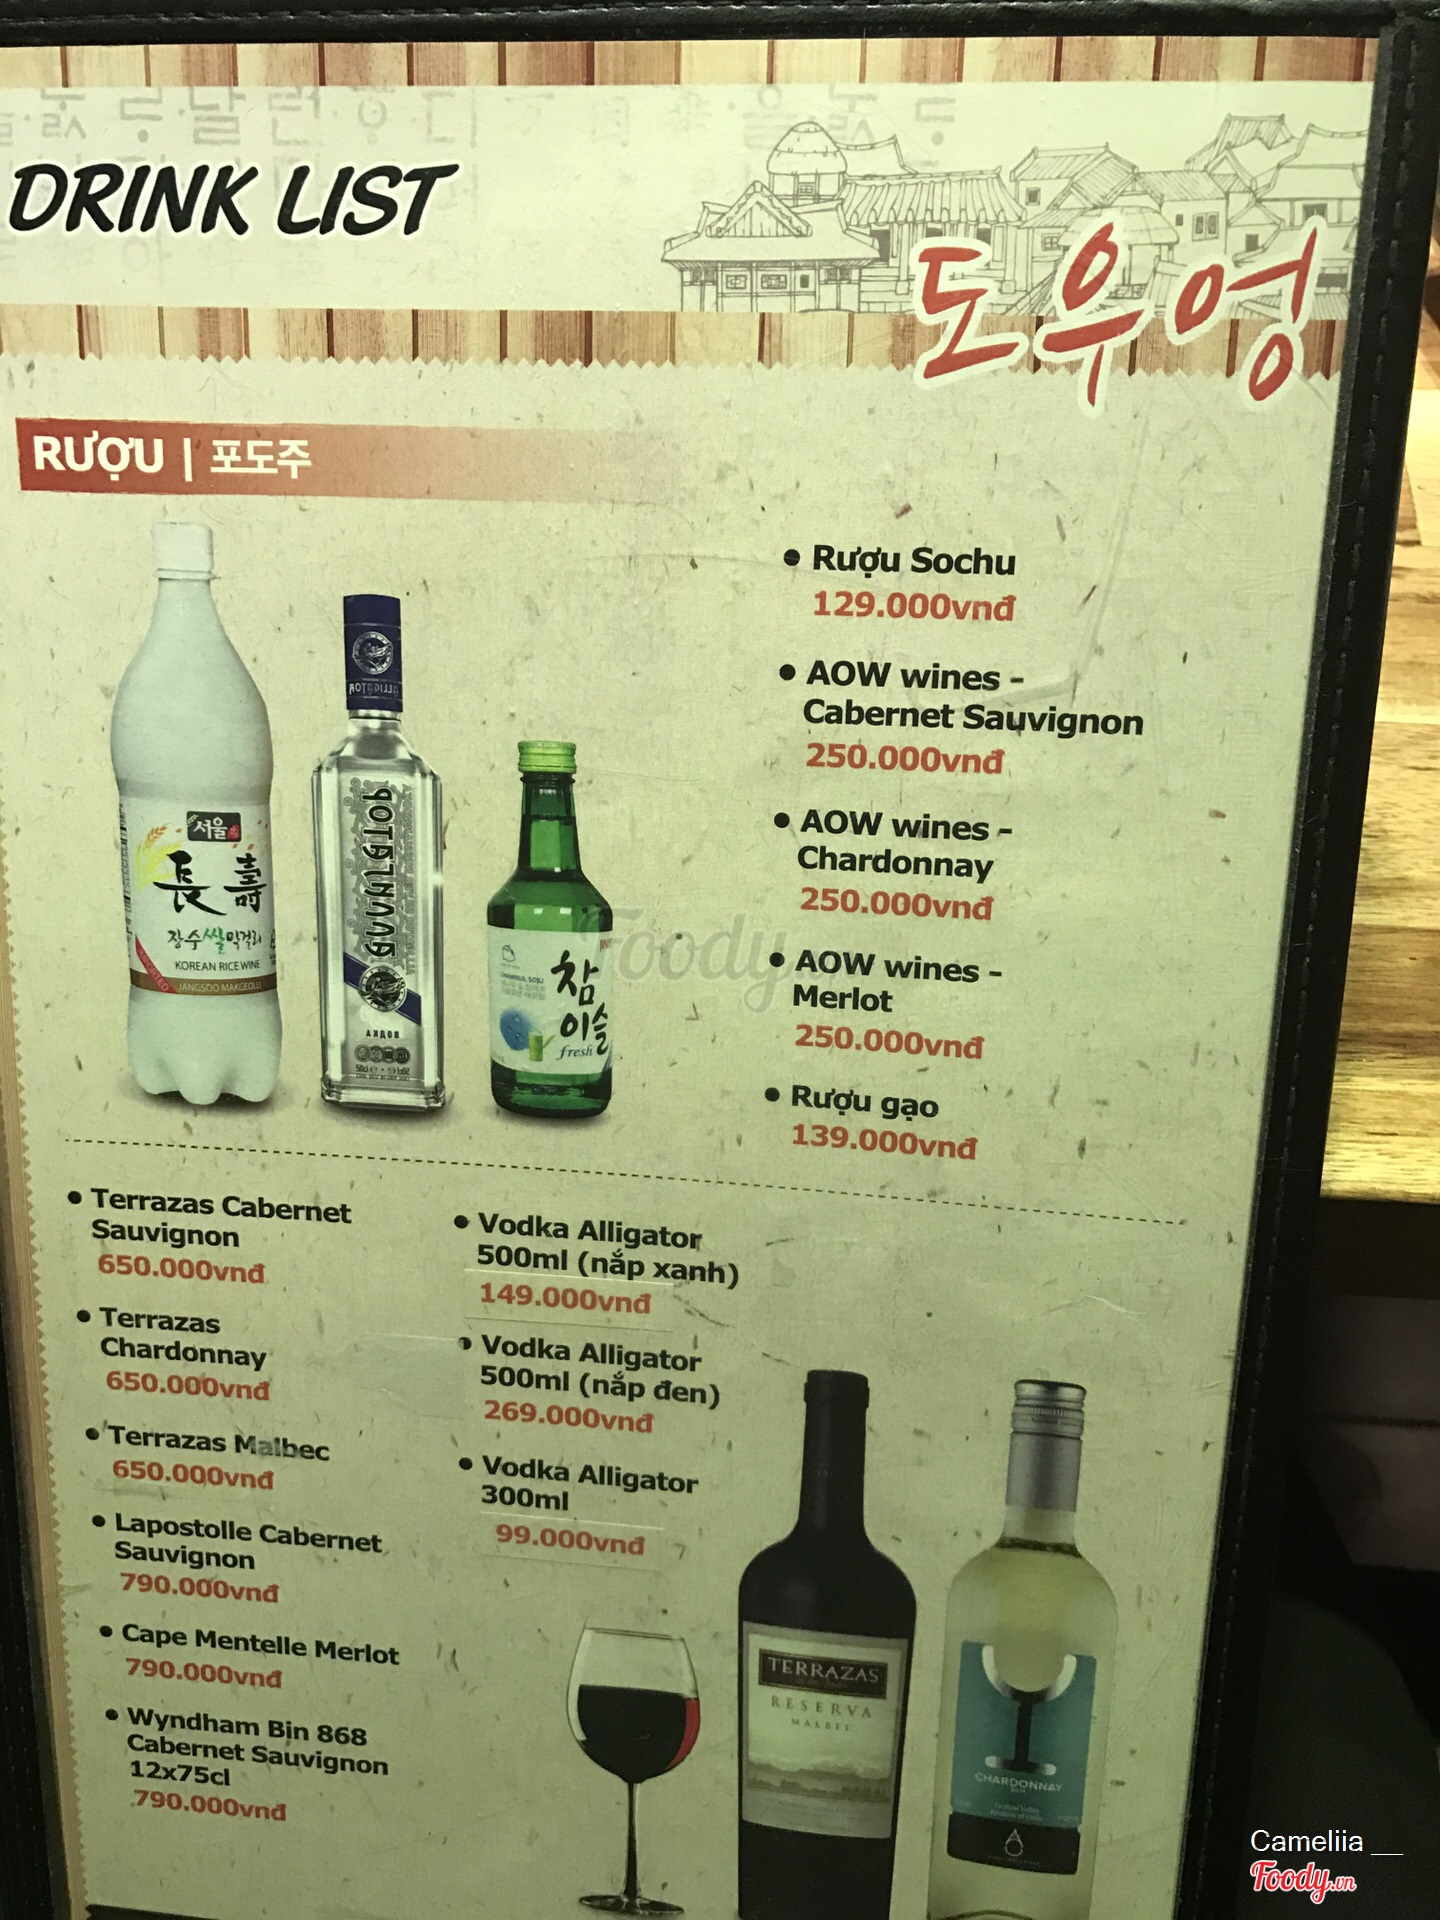 DRINK LIST
도우엉
RƯỢU | 포도주
• Rượu Sochu
129.000vnđ
• AOW wines -
Cabernet Sauvignon
250.000vnđ
• AOW wines -
Chardonnay
250.000vnđ
• AOW wines -
Merlot
250.000vnđ
• Rượu gạo
139.000vnđ
서울
長壽
장수쌀막걸리
KOREAN RICE WINE
JANGSOO MAKGEOLLI
참
이슬
fresh
Foody
• Terrazas Cabernet
Sauvignon
650.000vnđ
• Terrazas
Chardonnay
650.000vnđ
• Terrazas Malbec
650.000vnđ
• Lapostolle Cabernet
Sauvignon
790.000vnđ
• Cape Mentelle Merlot
790.000vnđ
• Wyndham Bin 868
Cabernet Sauvignon
12x75cl
790.000vnđ
• Vodka Alligator
500ml (nắp xanh)
149.000vnđ
• Vodka Alligator
500ml (nắp đen)
269.000vnđ
• Vodka Alligator
300ml
99.000vnđ
TERRAZAS
RESERVA
MALBEC
CHARDONNAY
Cameliia __
Foody.vn